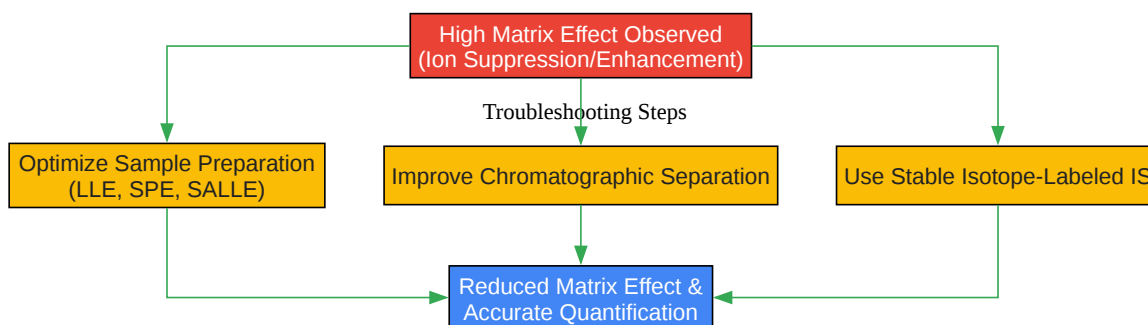 High Matrix Effect Observed
(Ion Suppression/Enhancement)
Troubleshooting Steps
Optimize Sample Preparation
(LLE, SPE, SALLE)
Improve Chromatographic Separation
Use Stable Isotope-Labeled IS
Reduced Matrix Effect &
Accurate Quantification